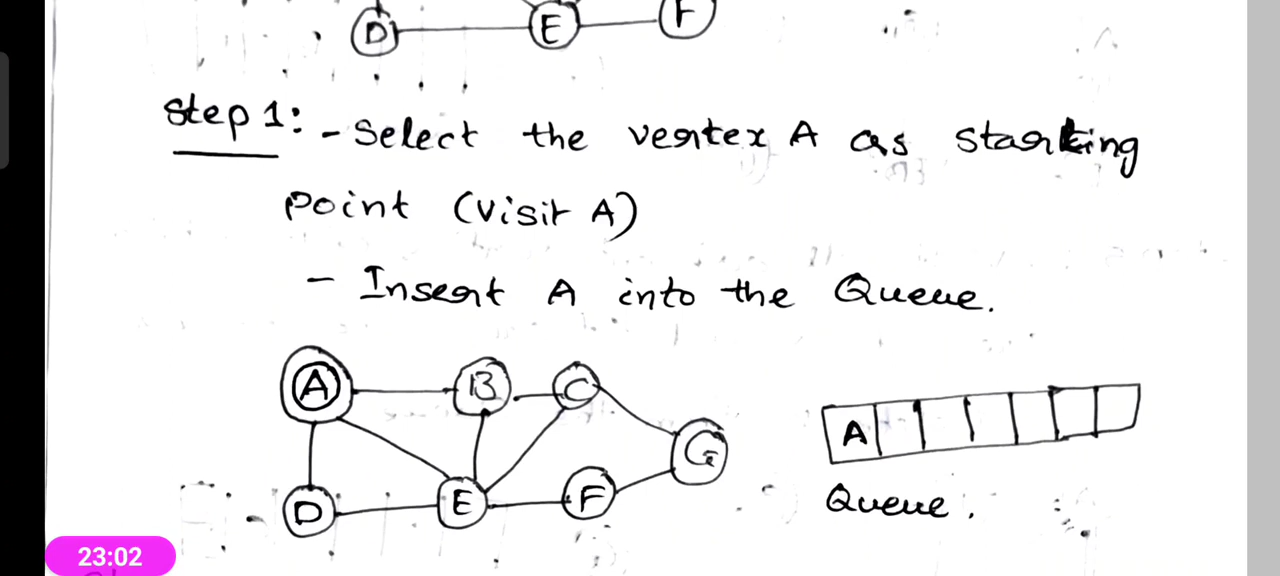 D E F
Step 1: - Select the vertex A as starting
point (visit A)
- Insert A into the Queue.
A B C
G
A
D E F
Queue.
23:02